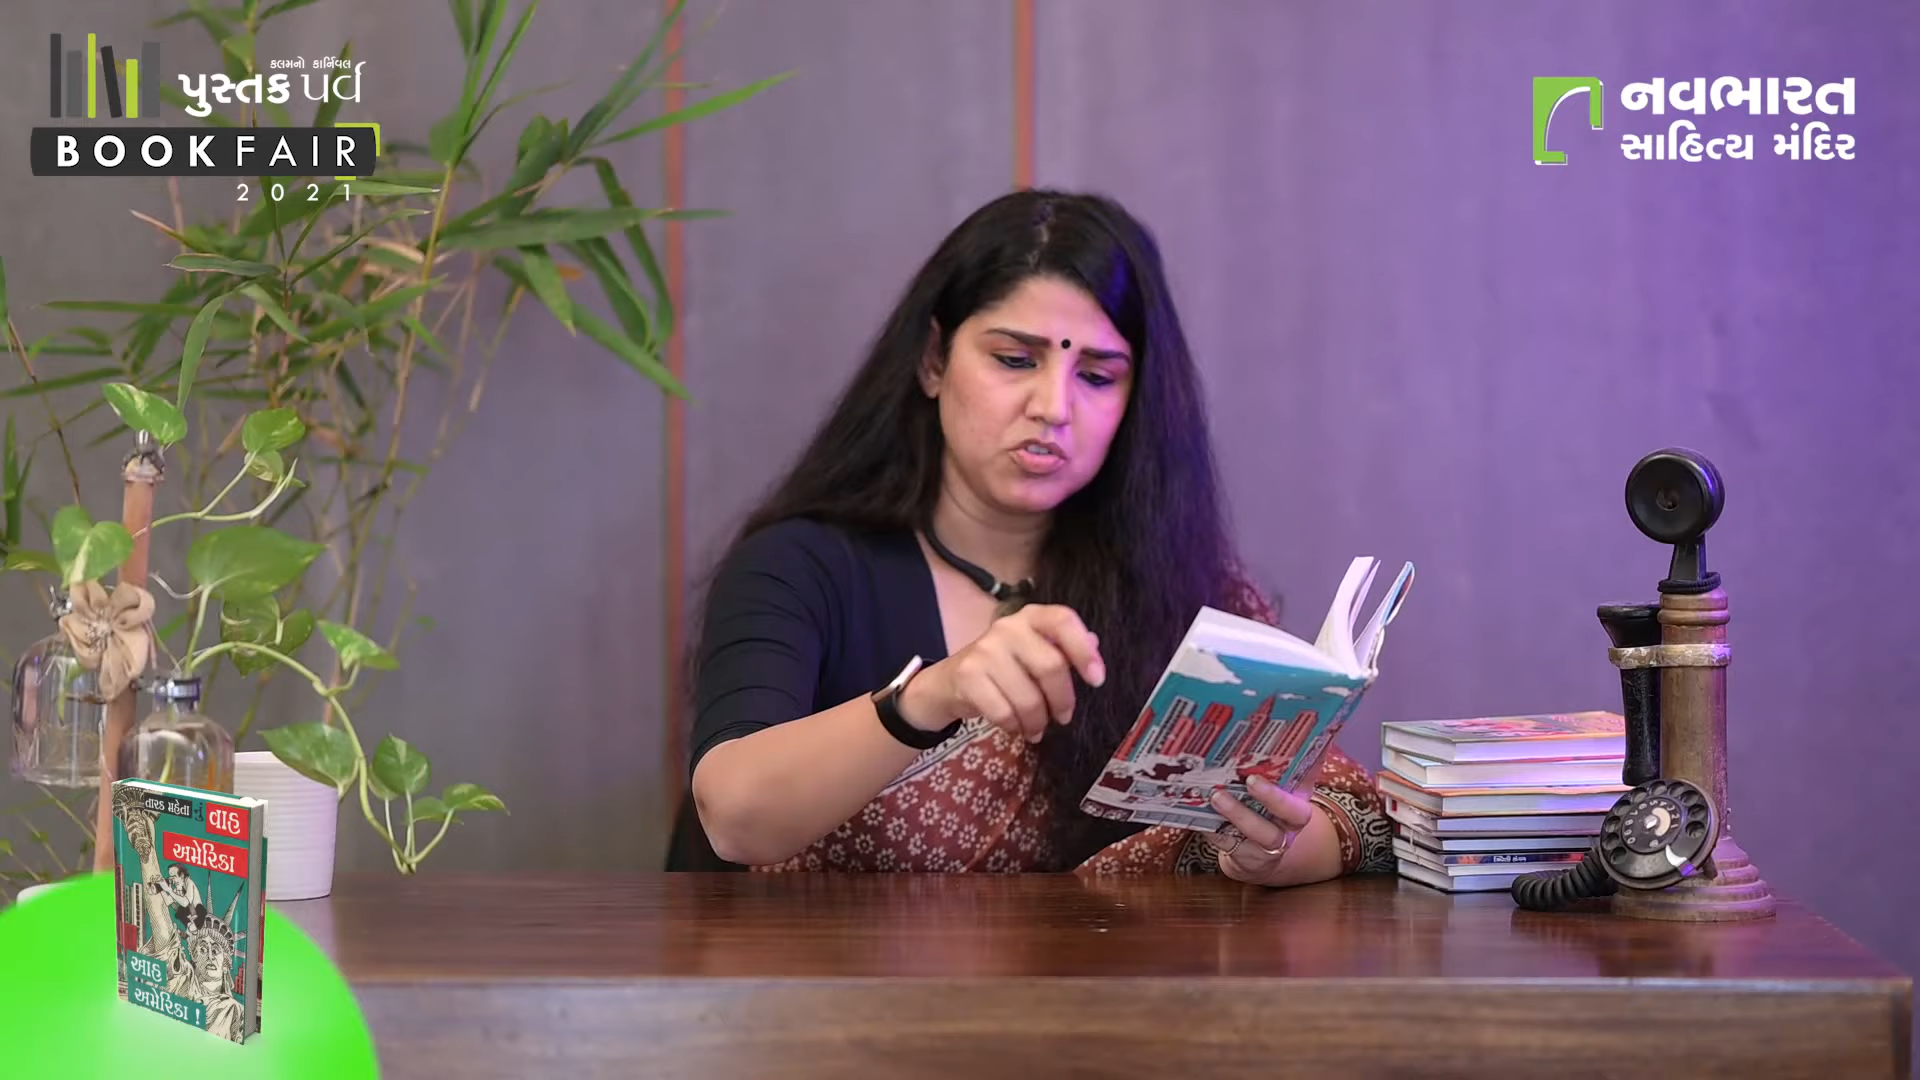 કલમનો કાર્નિવલ
પુસ્તક પર્વ
BOOK FAIR
2021
નવભારત
સાહિત્ય મંદિર
તારક મહેતા નું વાહ
અમેરિકા
આહ
અમેરિકા !